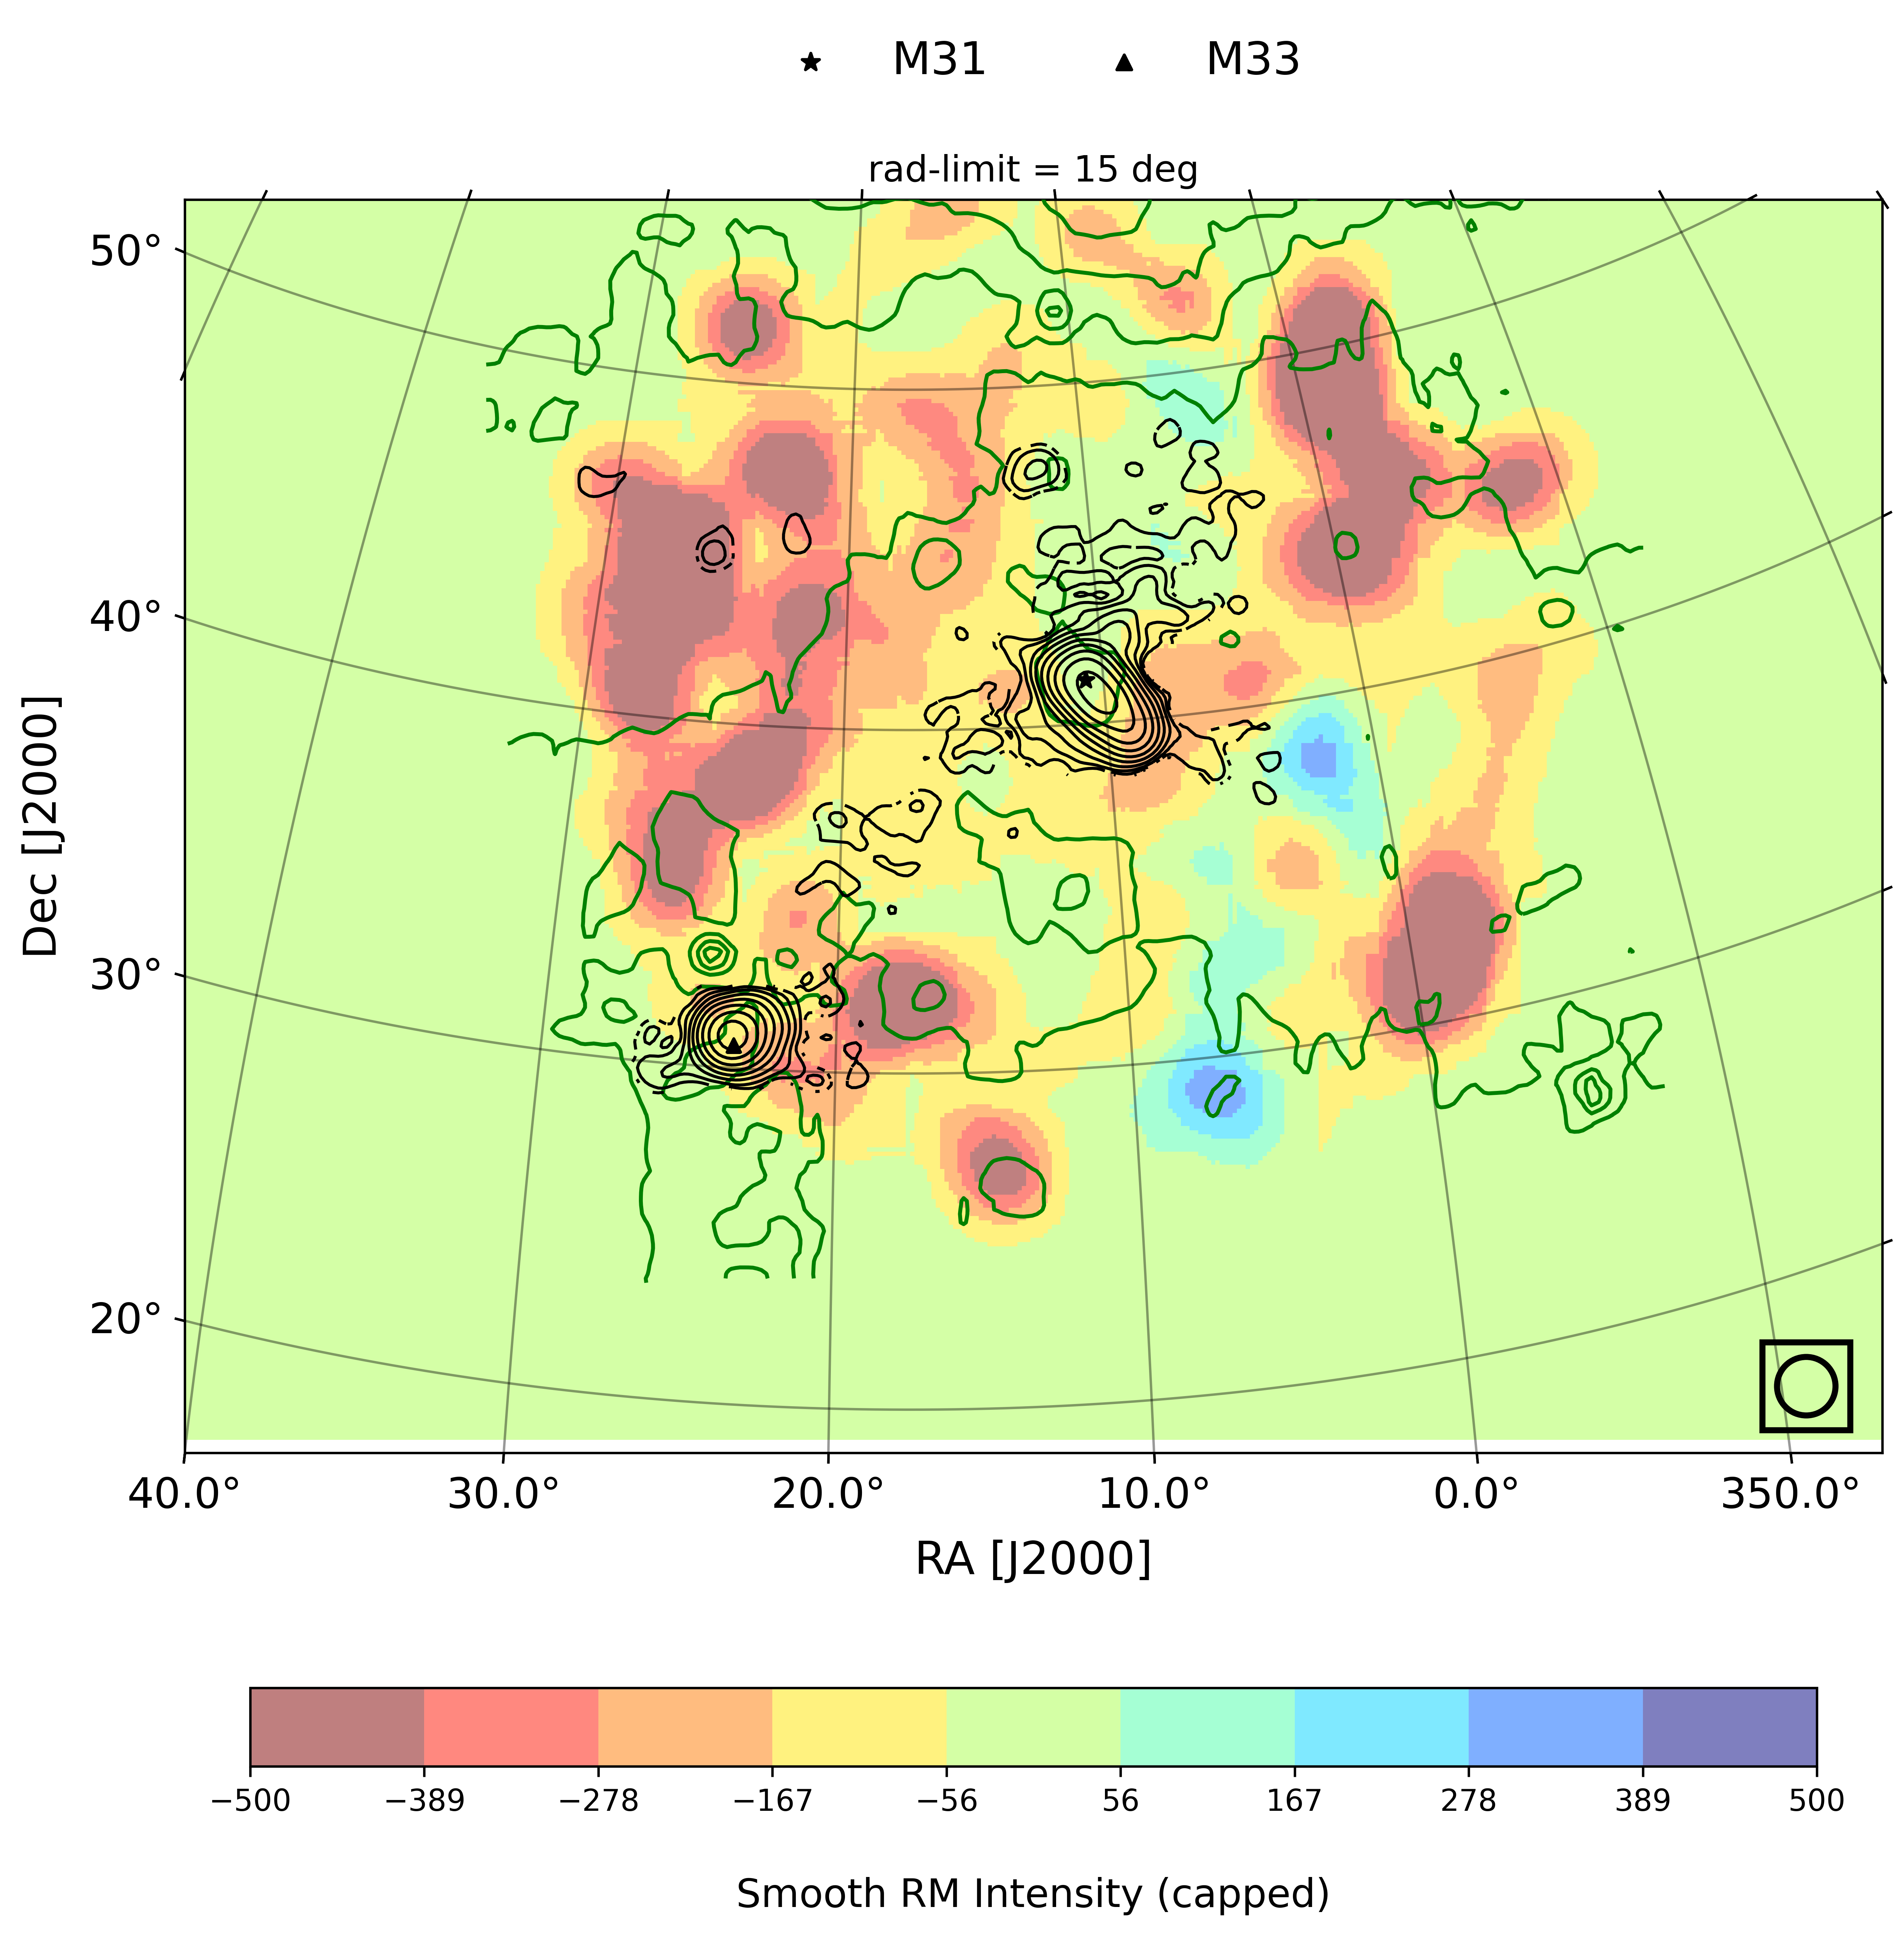 M31 M33
rad-limit = 15 deg
50°
40°
30°
20°
Dec [J2000]
40.0° 30.0° 20.0° 10.0° 0.0° 350.0°
RA [J2000]
−500 −389 −278 −167 −56 56 167 278 389 500
Smooth RM Intensity (capped)